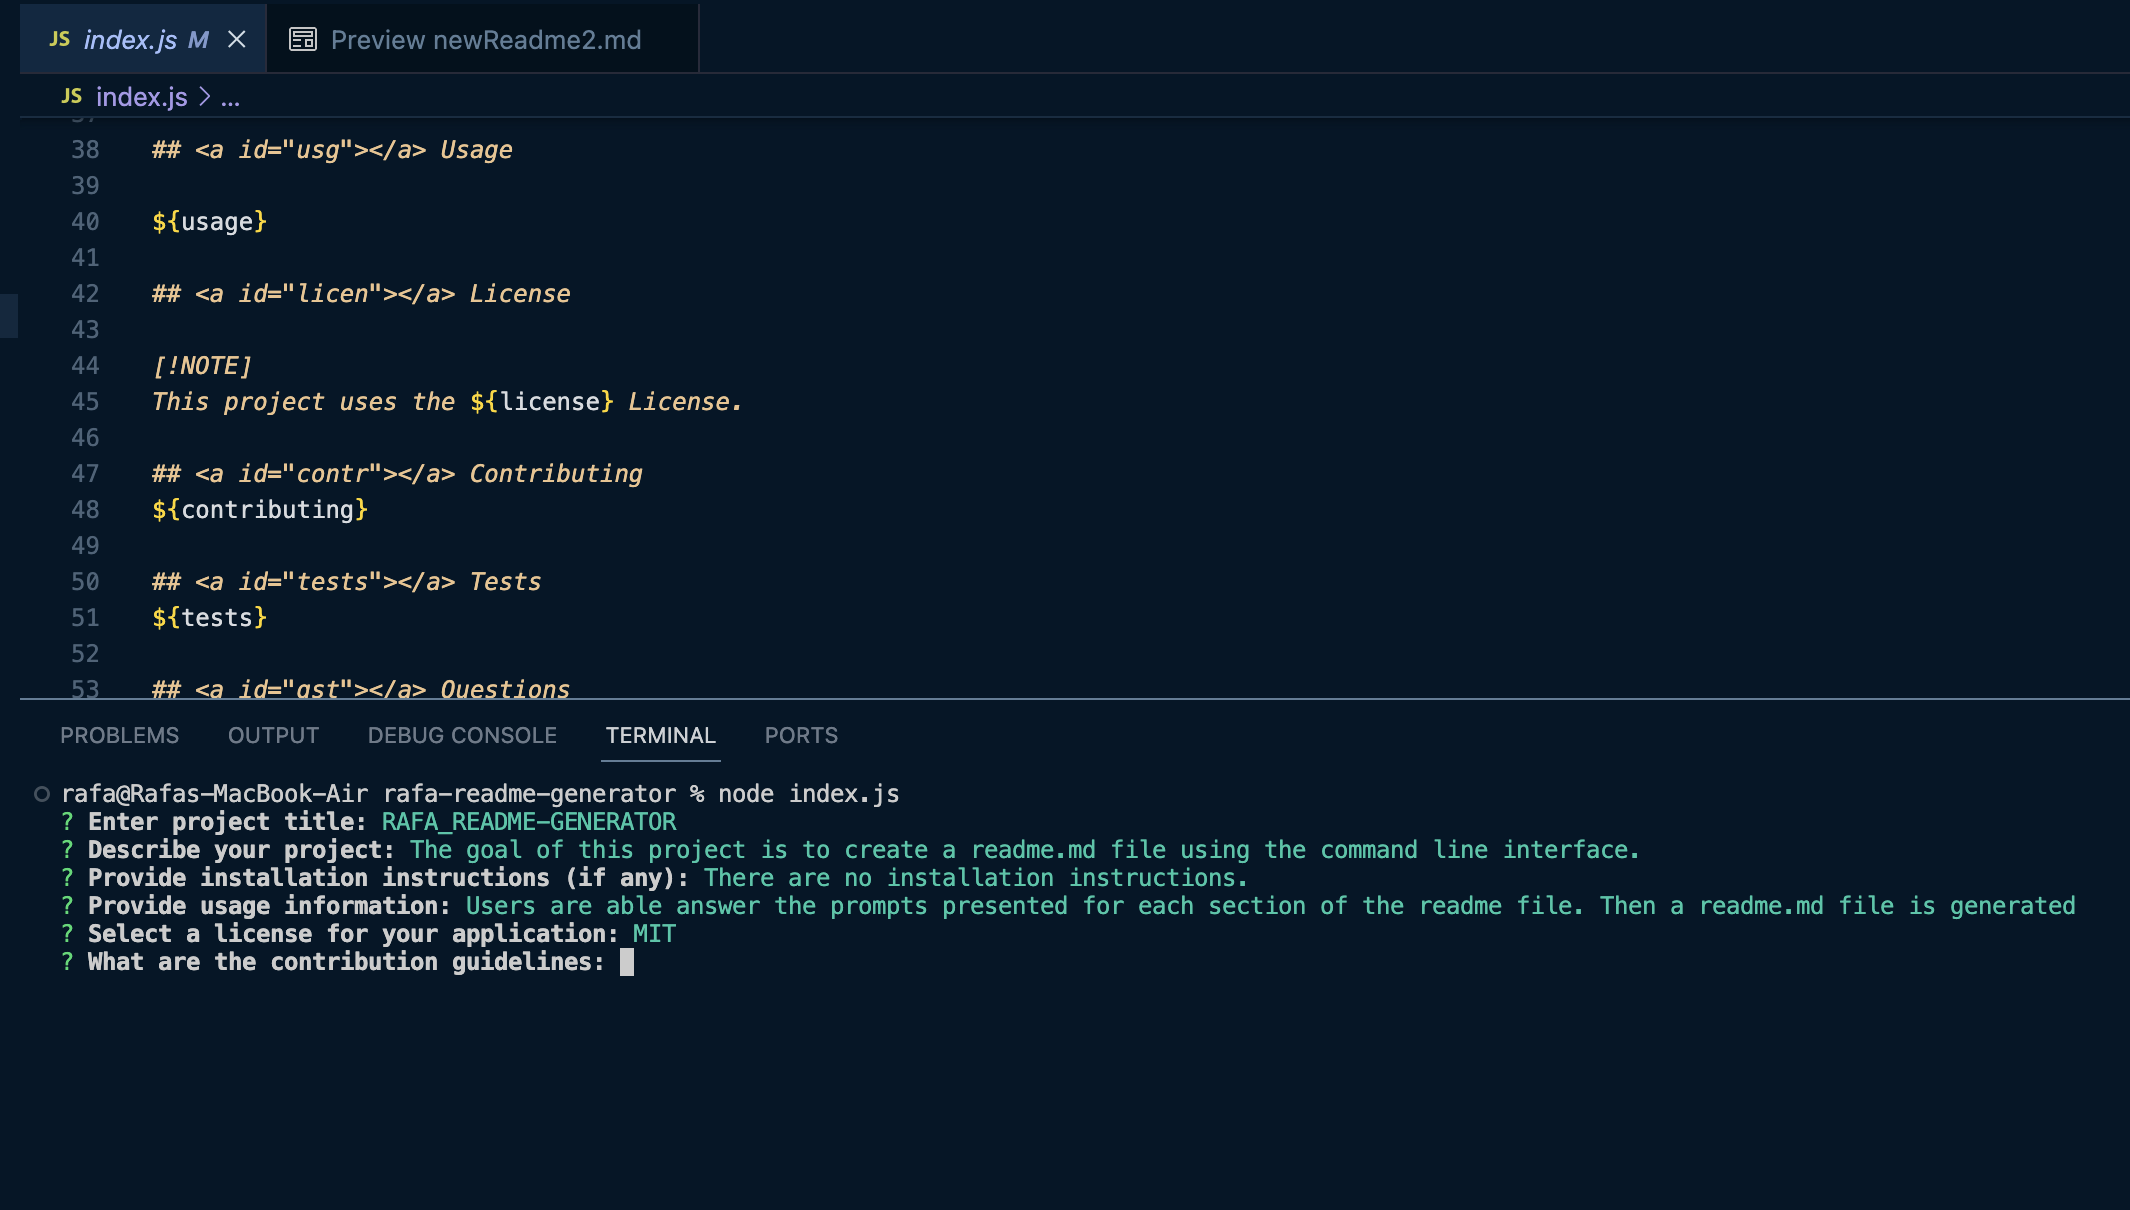 JS index.js M Preview newReadme2.md
JS index.js > ...
37
38 ## <a id="usg"></a> Usage
39
40 ${usage}
41
42 ## <a id="licen"></a> License
43
44 [!NOTE]
45 This project uses the ${license} License.
46
47 ## <a id="contr"></a> Contributing
48 ${contributing}
49
50 ## <a id="tests"></a> Tests
51 ${tests}
52
53 ## <a id="qst"></a> Questions
PROBLEMS OUTPUT DEBUG CONSOLE TERMINAL PORTS
rafa@Rafas-MacBook-Air rafa-readme-generator % node index.js
? Enter project title: RAFA_README-GENERATOR
? Describe your project: The goal of this project is to create a readme.md file using the command line interface.
? Provide installation instructions (if any): There are no installation instructions.
? Provide usage information: Users are able answer the prompts presented for each section of the readme file. Then a readme.md file is generated
? Select a license for your application: MIT
? What are the contribution guidelines: